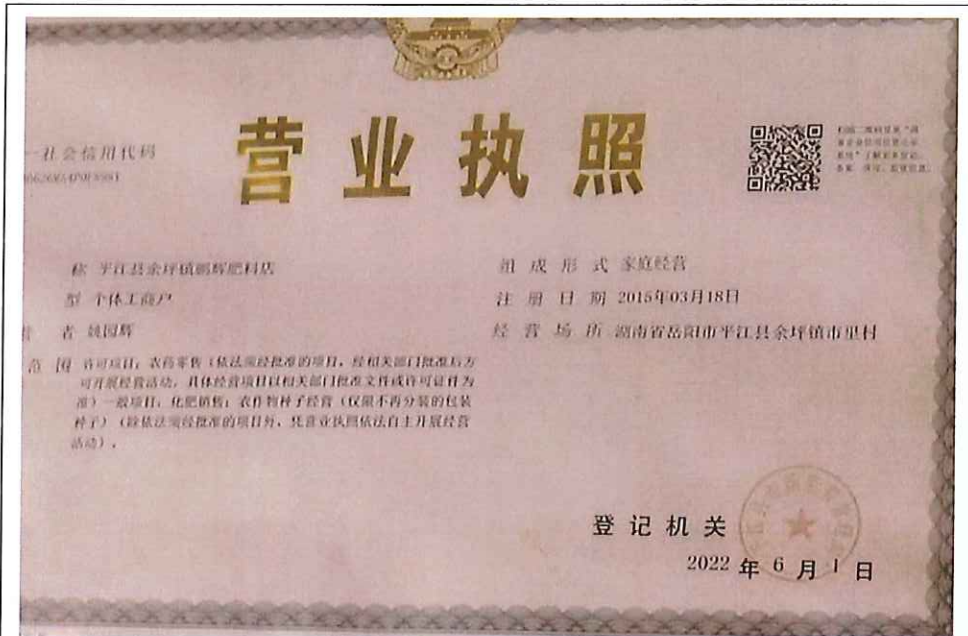 营业执照
一社会信用代码
称 平江县余坪镇鹏辉肥料店
型 个体工商户
者 姚园辉
范围 许可项目：农药零售（依法须经批准的项目，经相关部门批准后方
可开展经营活动，具体经营项目以相关部门批准文件或许可证件为
准）一般项目：化肥销售；农作物种子经营（仅限不再分装的包装
种子）（除依法须经批准的项目外，凭营业执照依法自主开展经营
活动）。
组成形式 家庭经营
注册日期 2015年03月18日
经营场所 湖南省岳阳市平江县余坪镇市里村
登记机关
2022 年 6 月 1 日